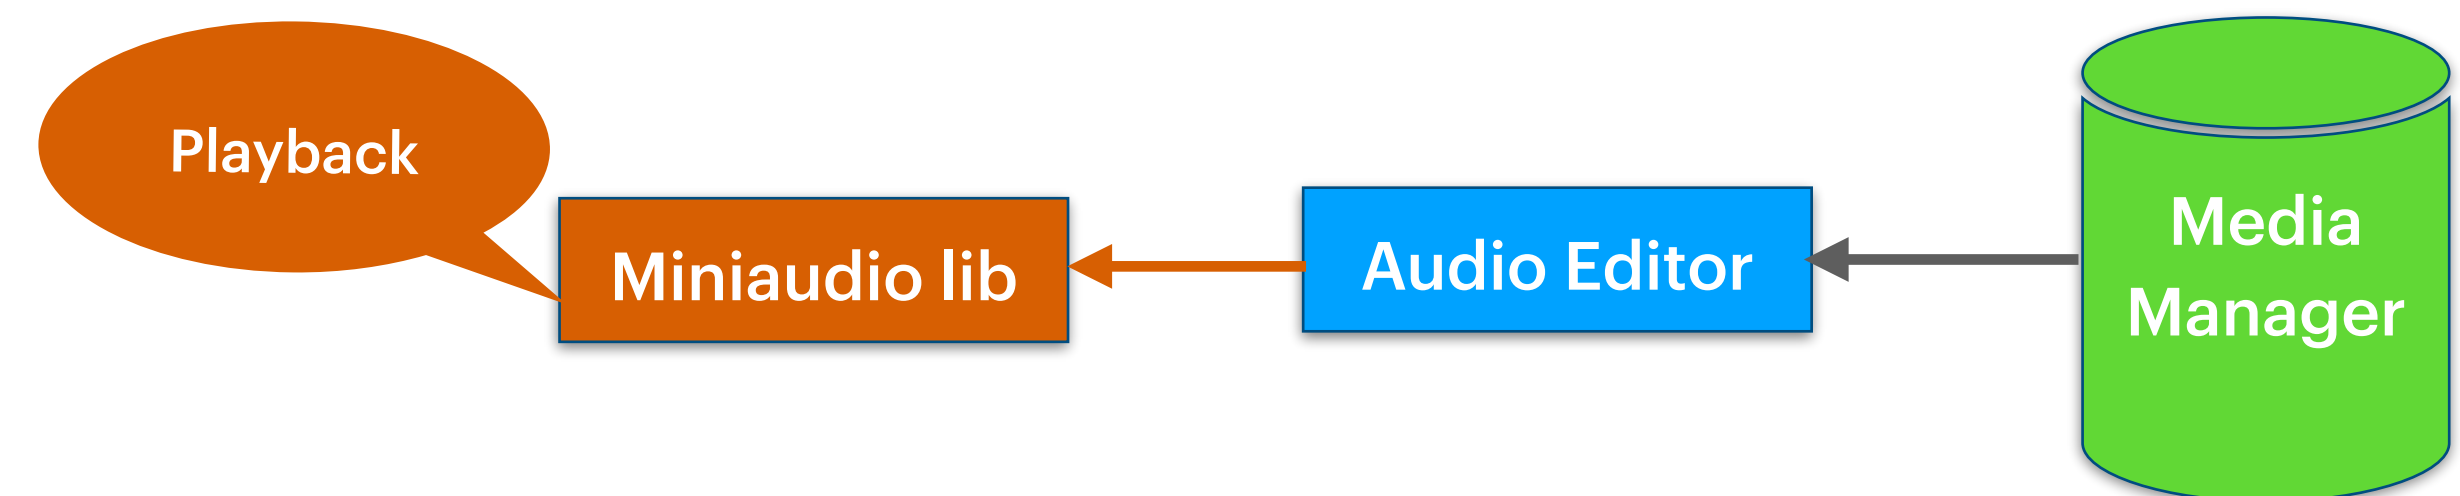 Playback
Miniaudio lib
Audio Editor
Media
Manager